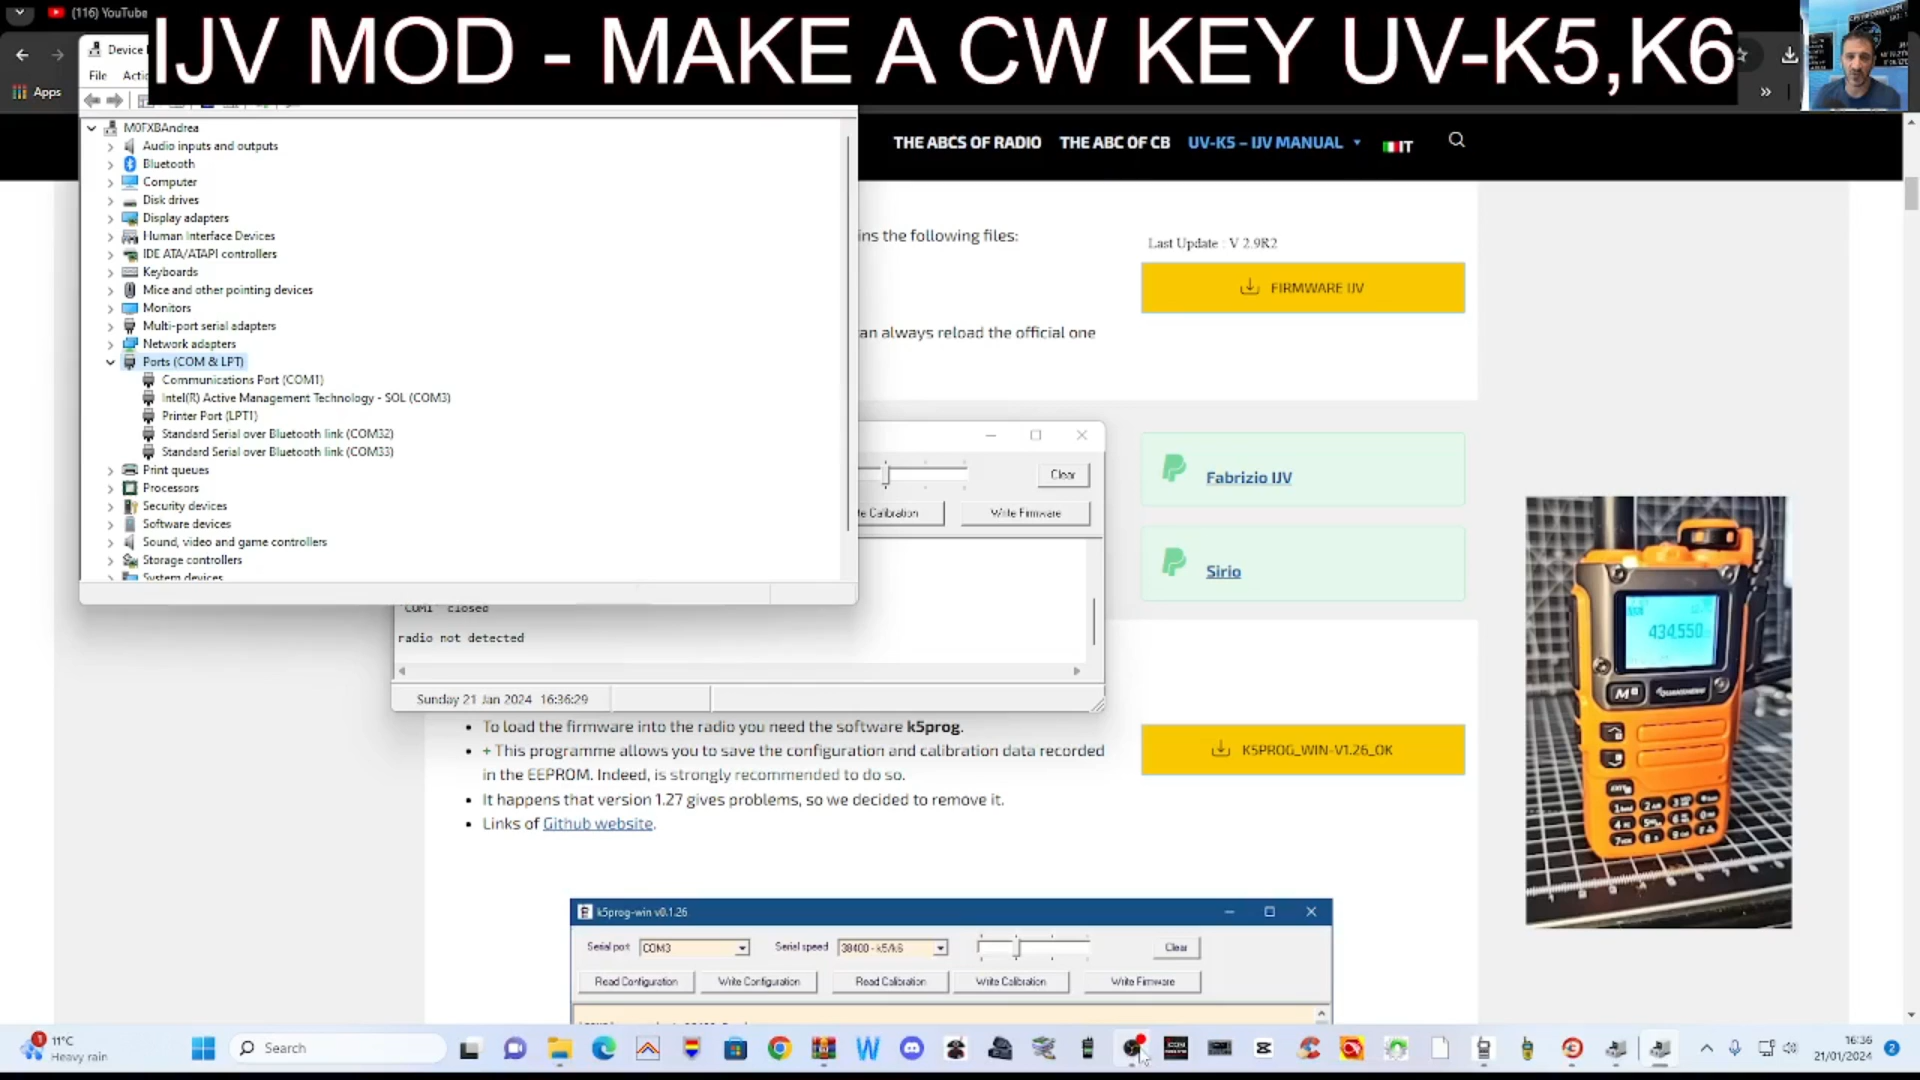 (116) YouTube
IJV MOD - MAKE A CW KEY UV-K5,K6
Device
File
Actio
Apps
M0FXBAndrea
Audio inputs and outputs
Bluetooth
Computer
Disk drives
Display adapters
Human Interface Devices
IDE ATA/ATAPI controllers
Keyboards
Mice and other pointing devices
Monitors
Multi-port serial adapters
Network adapters
Ports (COM & LPT)
Communications Port (COM1)
Intel(R) Active Management Technology - SOL (COM3)
Printer Port (LPT1)
Standard Serial over Bluetooth link (COM32)
Standard Serial over Bluetooth link (COM33)
Print queues
Processors
Security devices
Software devices
Sound, video and game controllers
Storage controllers
System devices
THE ABCS OF RADIO THE ABC OF CB UV-K5 – IJV MANUAL IT
ins the following files:
an always reload the official one
Last Update : V 2.9R2
FIRMWARE IJV
Clear
te Calibration
Write Firmware
COM1 closed
radio not detected
Sunday 21 Jan 2024 16:36:29
Fabrizio IJV
Sirio
434.550
QUANSHENG
• To load the firmware into the radio you need the software k5prog.
• + This programme allows you to save the configuration and calibration data recorded
in the EEPROM. Indeed, is strongly recommended to do so.
• It happens that version 1.27 gives problems, so we decided to remove it.
• Links of Github website.
K5PROG_WIN-V1.26_OK
k5prog-win v0.1.26
Serial port COM3 Serial speed 38400 - k5/k6 Clear
Read Configuration Write Configuration Read Calibration Write Calibration Write Firmware
11°C
Heavy rain
Search
16:36
21/01/2024
2